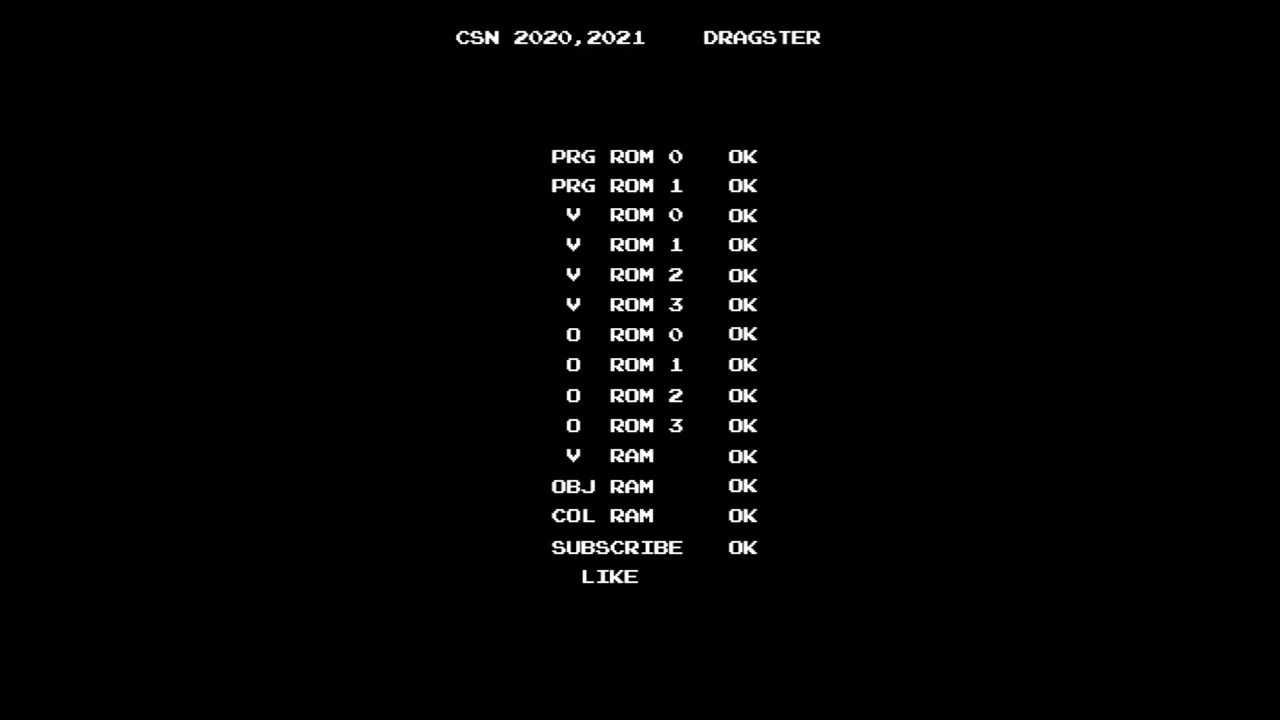 CSN 2020,2021 DRAGSTER
PRG ROM 0 OK
PRG ROM 1 OK
V ROM 0 OK
V ROM 1 OK
V ROM 2 OK
V ROM 3 OK
O ROM 0 OK
O ROM 1 OK
O ROM 2 OK
O ROM 3 OK
V RAM OK
OBJ RAM OK
COL RAM OK
SUBSCRIBE OK
LIKE